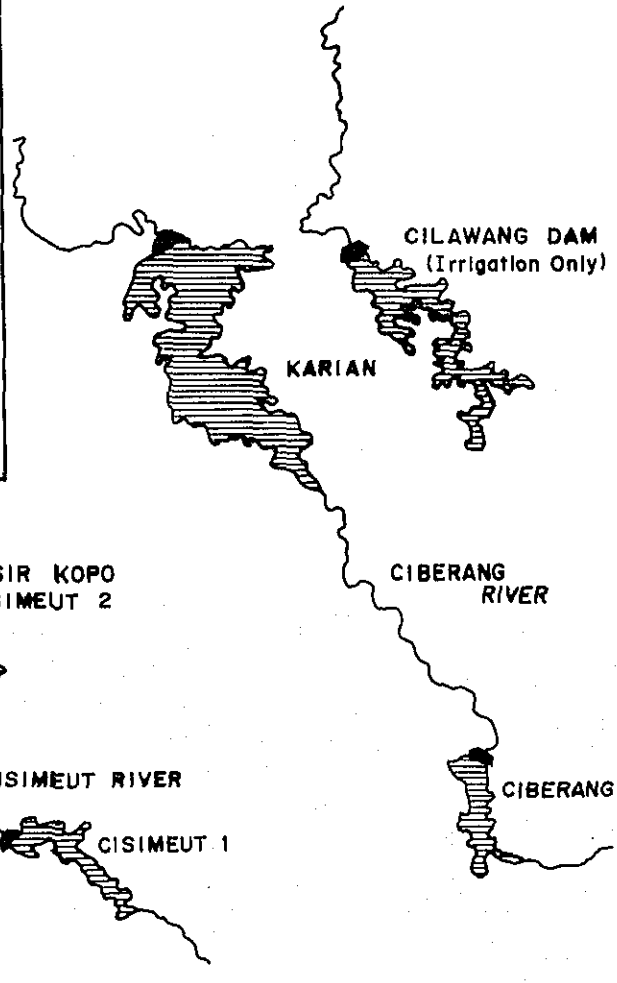 CILAWANG DAM
(Irrigation Only)
KARIAN
CIBERANG
RIVER
SIR KOPO
IMEUT 2
ISIMEUT RIVER
CIBERANG
CISIMEUT 1